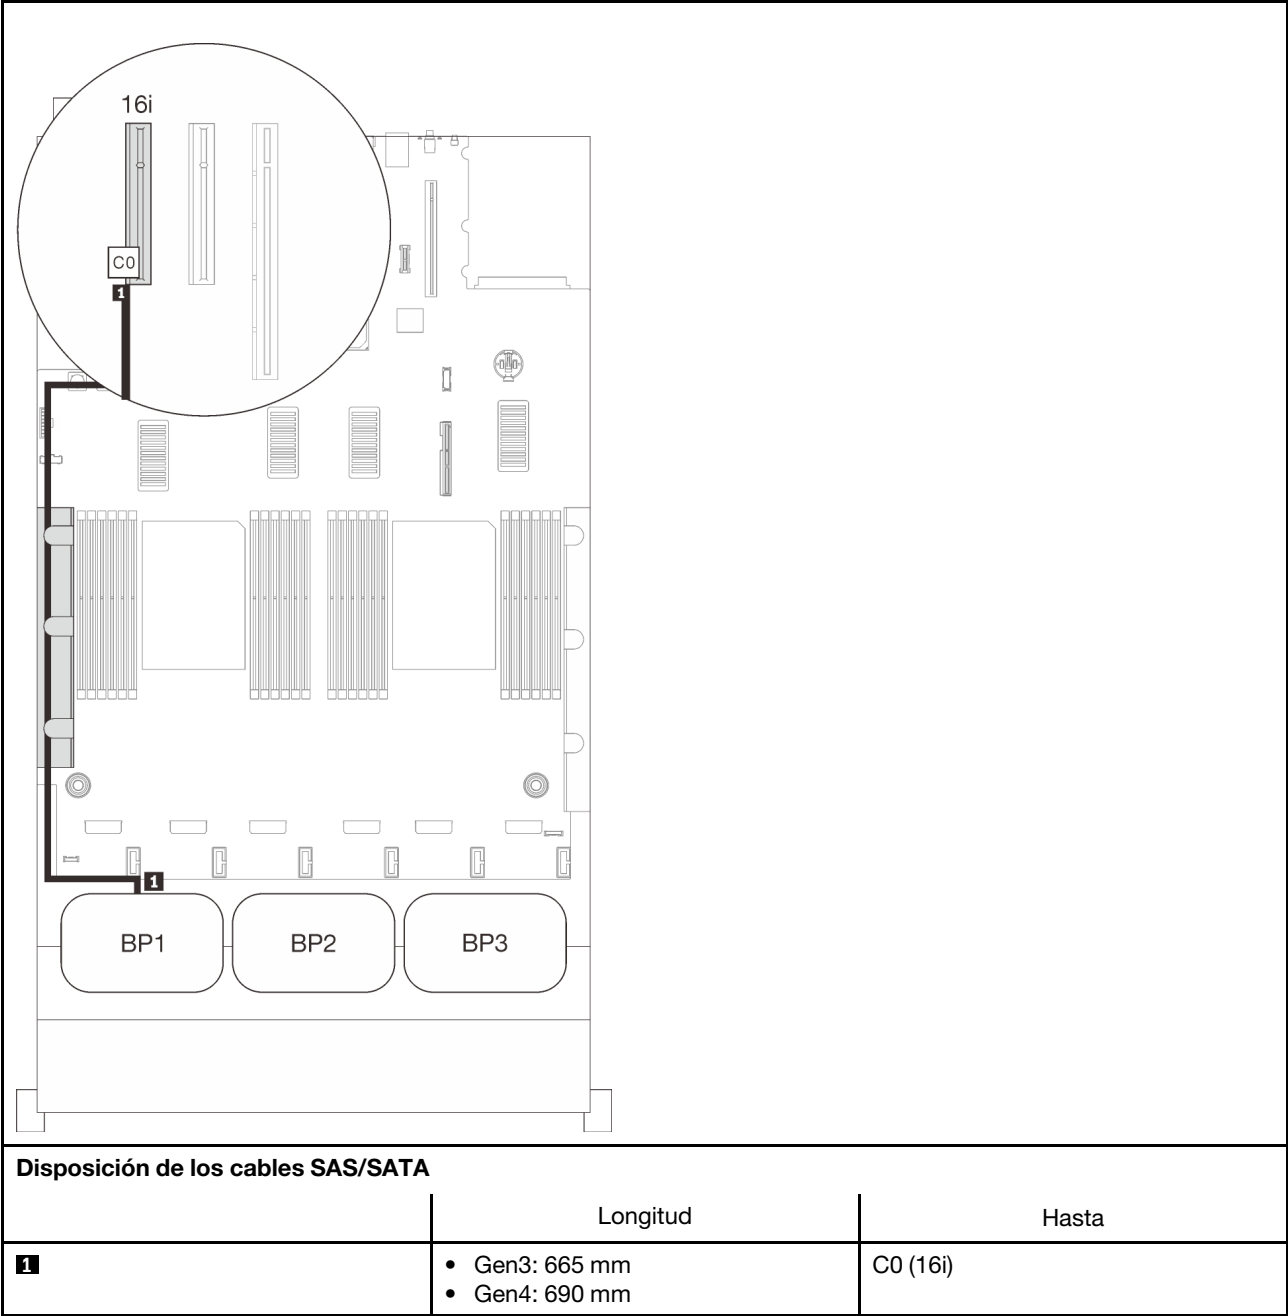 16i
C0
1
1
BP1
BP2
BP3
Disposición de los cables SAS/SATA
Longitud
Hasta
1
• Gen3: 665 mm
• Gen4: 690 mm
C0 (16i)